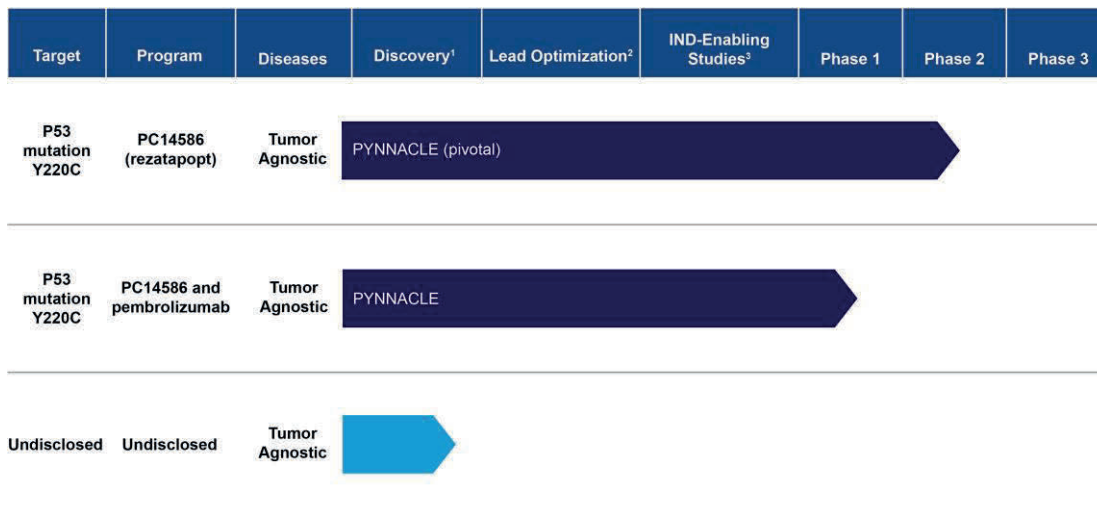 Target Program Diseases Discovery¹ Lead Optimization² IND-Enabling Studies³ Phase 1 Phase 2 Phase 3
P53
mutation
Y220C
PC14586
(rezatapopt)
Tumor
Agnostic
PYNNACLE (pivotal)
P53
mutation
Y220C
PC14586 and
pembrolizumab
Tumor
Agnostic
PYNNACLE
Undisclosed
Undisclosed
Tumor
Agnostic